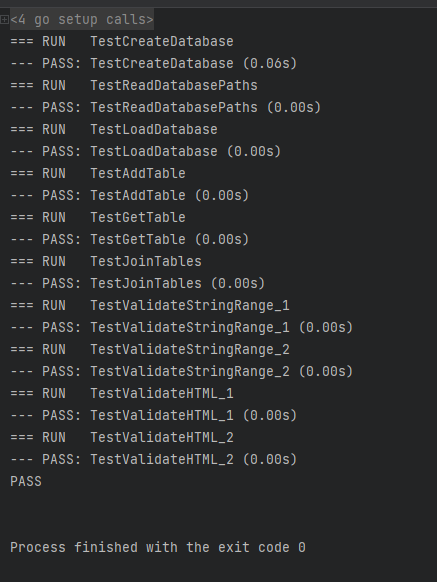 <4 go setup calls>
=== RUN   TestCreateDatabase
--- PASS: TestCreateDatabase (0.06s)
=== RUN   TestReadDatabasePaths
--- PASS: TestReadDatabasePaths (0.00s)
=== RUN   TestLoadDatabase
--- PASS: TestLoadDatabase (0.00s)
=== RUN   TestAddTable
--- PASS: TestAddTable (0.00s)
=== RUN   TestGetTable
--- PASS: TestGetTable (0.00s)
=== RUN   TestJoinTables
--- PASS: TestJoinTables (0.00s)
=== RUN   TestValidateStringRange_1
--- PASS: TestValidateStringRange_1 (0.00s)
=== RUN   TestValidateStringRange_2
--- PASS: TestValidateStringRange_2 (0.00s)
=== RUN   TestValidateHTML_1
--- PASS: TestValidateHTML_1 (0.00s)
=== RUN   TestValidateHTML_2
--- PASS: TestValidateHTML_2 (0.00s)
PASS
Process finished with the exit code 0